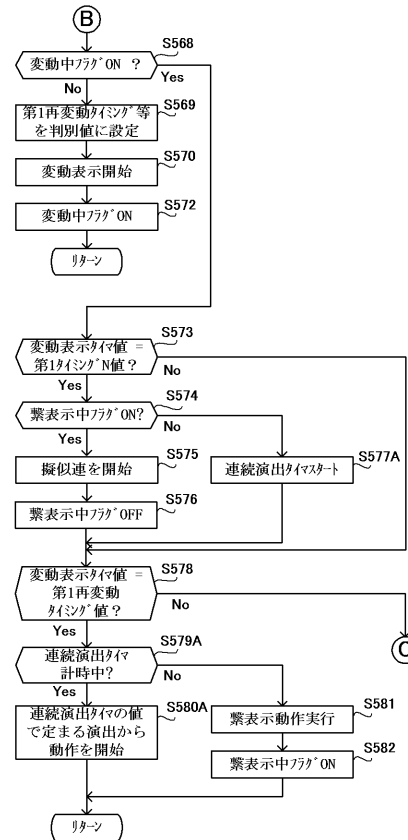 B
S568
変動中フラグON ?
Yes
No
S569
第1再変動タイミング等
を判別値に設定
S570
変動表示開始
S572
変動中フラグON
リターン
S573
変動表示タイマ値 =
第1タイミングN値?
No
Yes
S574
繋表示中フラグON?
No
Yes
S575
擬似連を開始
S577A
連続演出タイマスタート
S576
繋表示中フラグOFF
S578
変動表示タイマ値 =
第1再変動
タイミング値?
No
Yes
C
S579A
連続演出タイマ
計時中?
No
Yes
S580A
連続演出タイマの値
で定まる演出から
動作を開始
S581
繋表示動作実行
S582
繋表示中フラグON
リターン